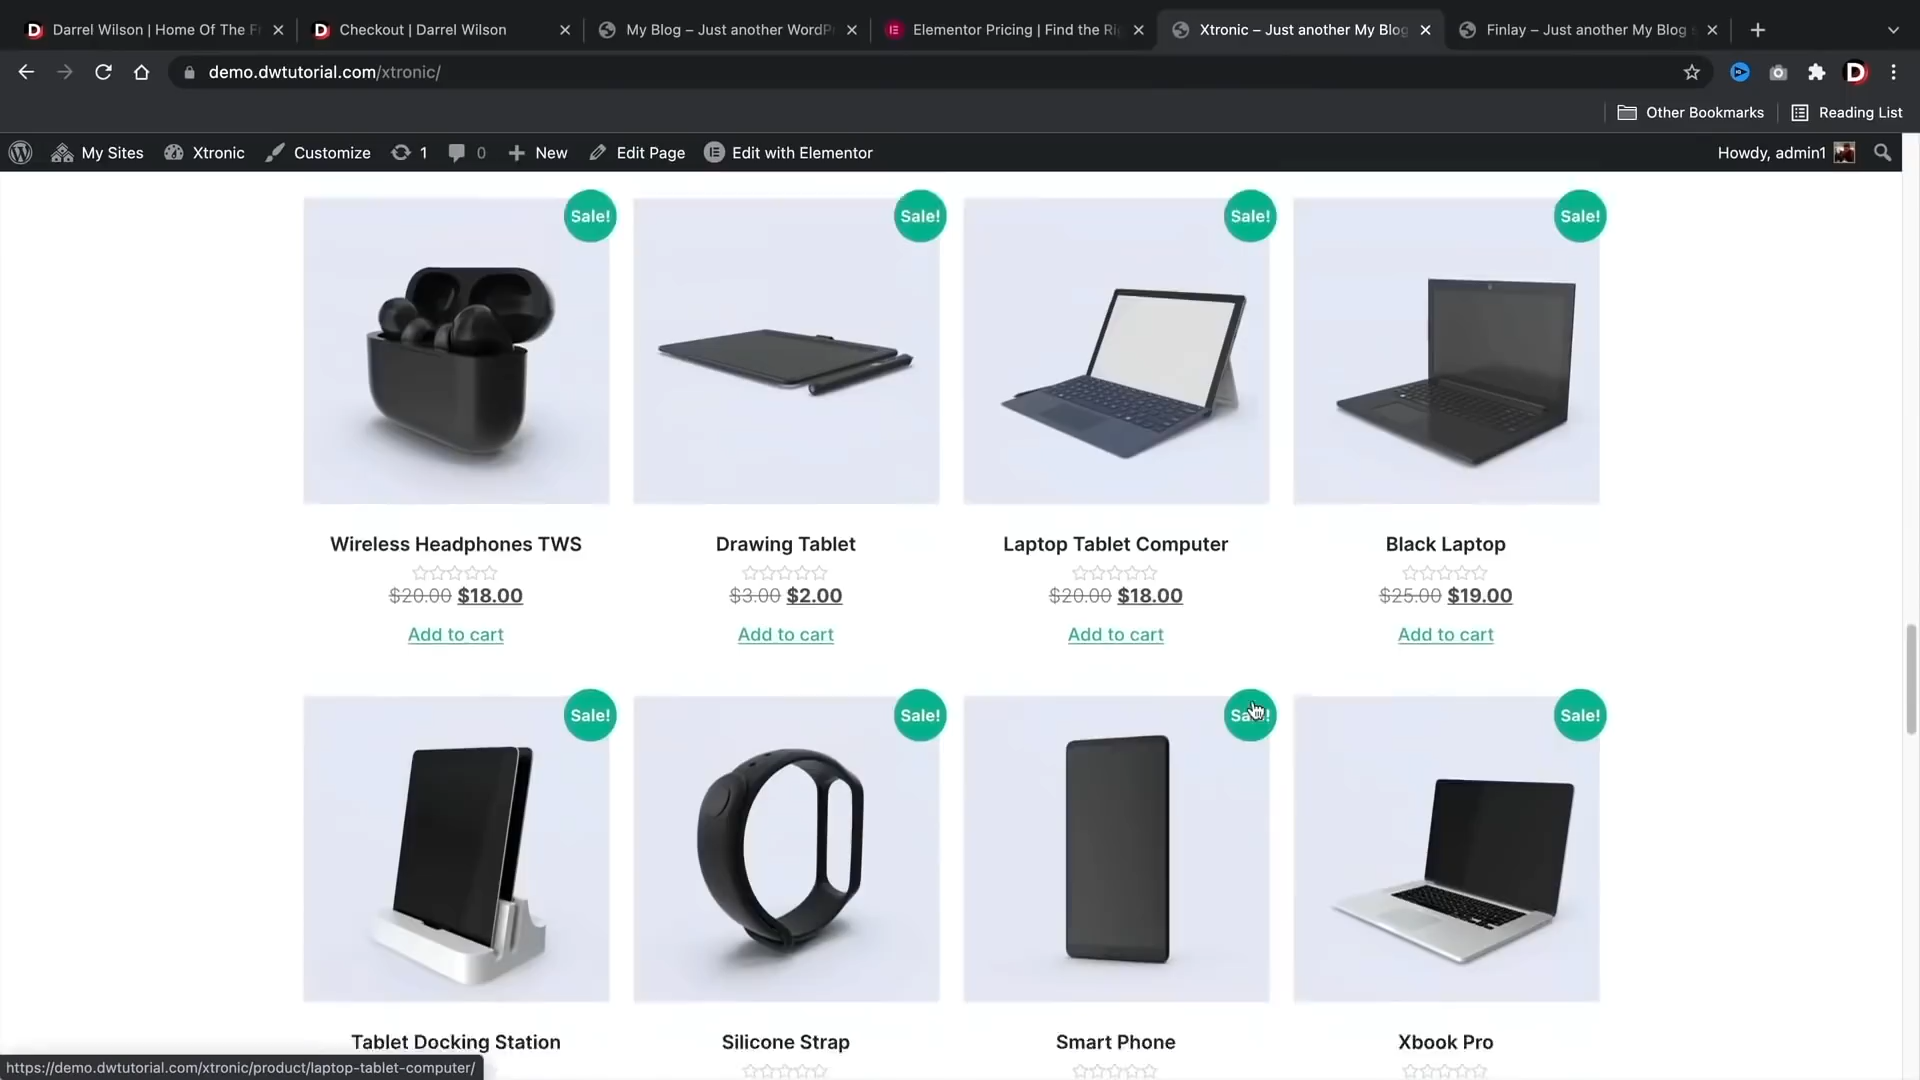 Darrel Wilson | Home Of The Fr
Checkout | Darrel Wilson
My Blog – Just another WordPr
Elementor Pricing | Find the Ri
Xtronic – Just another My Blog
Finlay – Just another My Blog s
demo.dwtutorial.com/xtronic/
Other Bookmarks
Reading List
My Sites
Xtronic
Customize
1
0
New
Edit Page
Edit with Elementor
Howdy, admin1
Sale!
Sale!
Sale!
Sale!
Wireless Headphones TWS
Drawing Tablet
Laptop Tablet Computer
Black Laptop
$20.00 $18.00
$3.00 $2.00
$20.00 $18.00
$25.00 $19.00
Add to cart
Add to cart
Add to cart
Add to cart
Sale!
Sale!
Sale!
Sale!
Tablet Docking Station
Silicone Strap
Smart Phone
Xbook Pro
https://demo.dwtutorial.com/xtronic/product/laptop-tablet-computer/